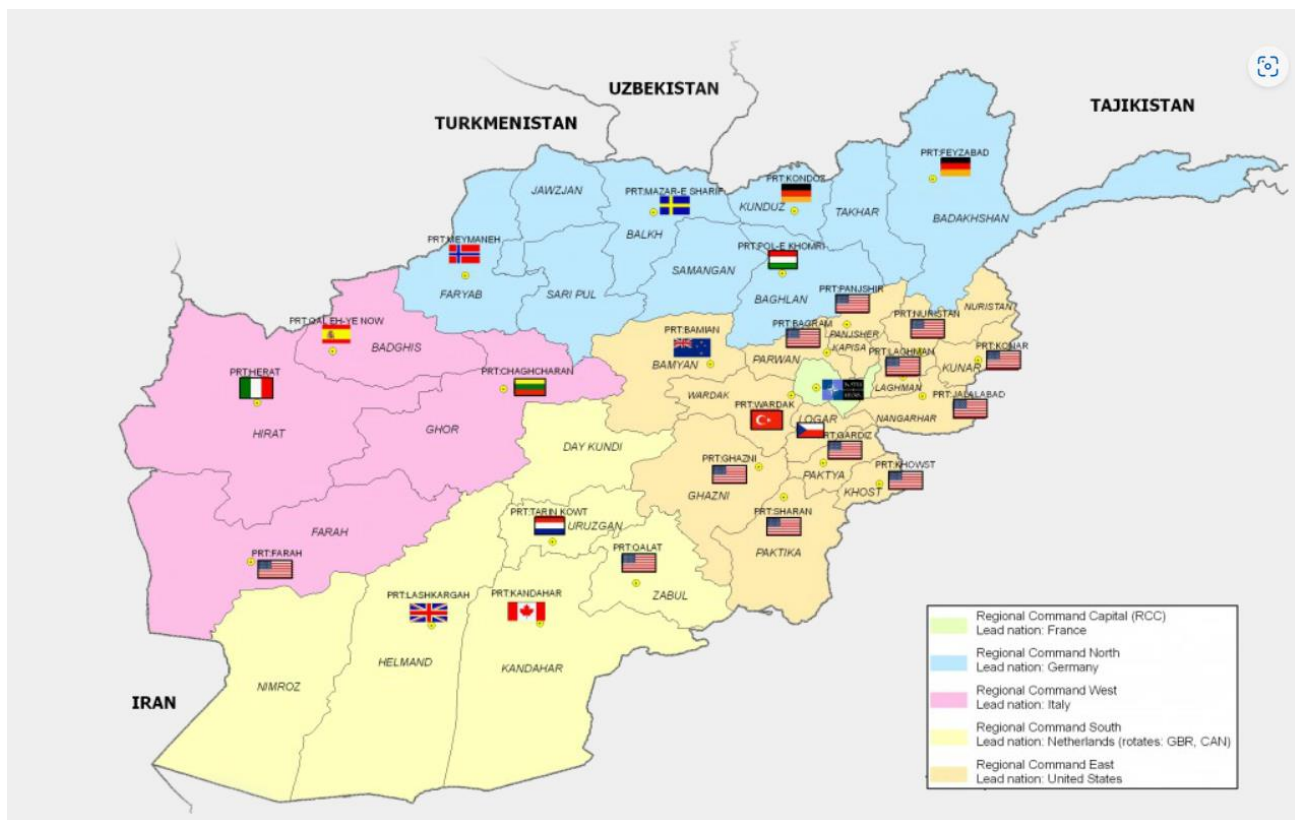 UZBEKISTAN
TAJIKISTAN
TURKMENISTAN
PRT:FEYZABAD
BADAKHSHAN
JAWZJAN
PRT:MAZAR-E SHARIF
BALKH
PRT:KONDOZ
KUNDUZ
TAKHAR
PRT:MEYMANEH
FARYAB
SARI PUL
SAMANGAN
PRT:POL-E KHOMRI
BAGHLAN
PRT:PANJSHIR
PANJSHER
PRT:NURISTAN
NURISTAN
PRT:QAL'EH-YE NOW
BADGHIS
PRT:BAMIAN
BAMYAN
PRT:BAGRAM
PARWAN
KAPISA
PRT:LAGHMAN
LAGHMAN
PRT:KONAR
KUNAR
PRT:HERAT
HIRAT
PRT:CHAGHCHARAN
GHOR
WARDAK
PRT:WARDAK
LOGAR
NANGARHAR
PRT:JALALABAD
DAY KUNDI
PRT:GARDIZ
PAKTYA
PRT:GHAZNI
GHAZNI
PRT:KHOWST
KHOST
PRT:SHARAN
PAKTIKA
FARAH
PRT:FARAH
PRT:TARIN KOWT
URUZGAN
PRT:QALAT
ZABUL
PRT:LASHKARGAH
HELMAND
PRT:KANDAHAR
KANDAHAR
NIMROZ
IRAN
Regional Command Capital (RCC)
Lead nation: France
Regional Command North
Lead nation: Germany
Regional Command West
Lead nation: Italy
Regional Command South
Lead nation: Netherlands (rotates: GBR, CAN)
Regional Command East
Lead nation: United States